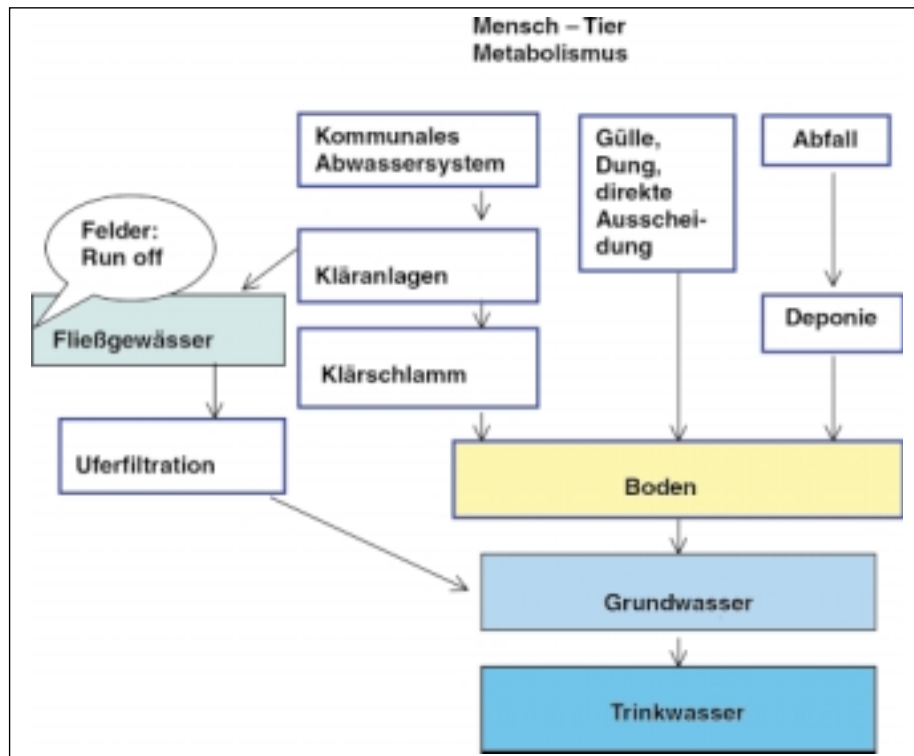 Mensch – Tier
Metabolismus
Kommunales
Abwassersystem
Gülle,
Dung,
direkte
Ausschei-
dung
Abfall
Felder:
Run off
Kläranlagen
Fließgewässer
Deponie
Klärschlamm
Uferfiltration
Boden
Grundwasser
Trinkwasser